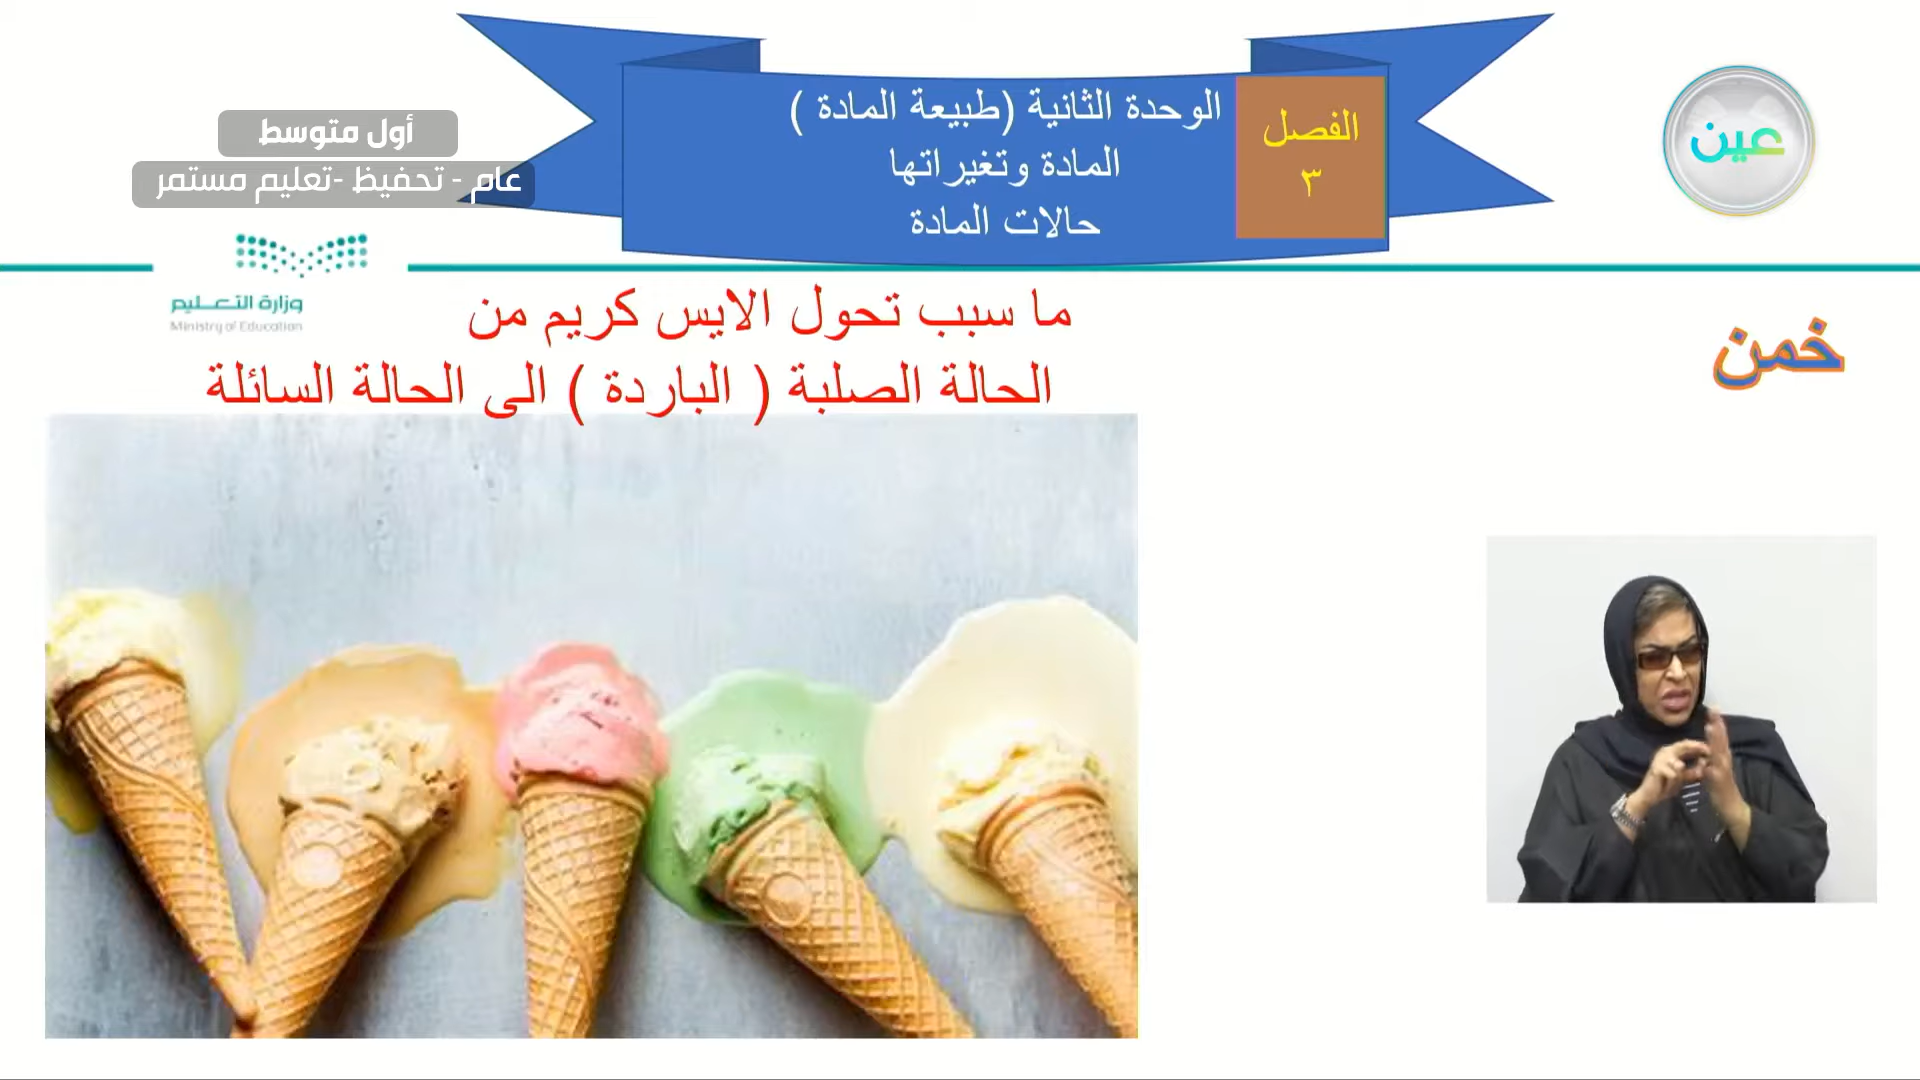 الوحدة الثانية (طبيعة المادة )
المادة وتغيراتها
حالات المادة
الفصل
٣
عين
أول متوسط
عام - تحفيظ -تعليم مستمر
وزارة التعليم
Ministry of Education
خمن
ما سبب تحول الايس كريم من
الحالة الصلبة ( الباردة ) الى الحالة السائلة